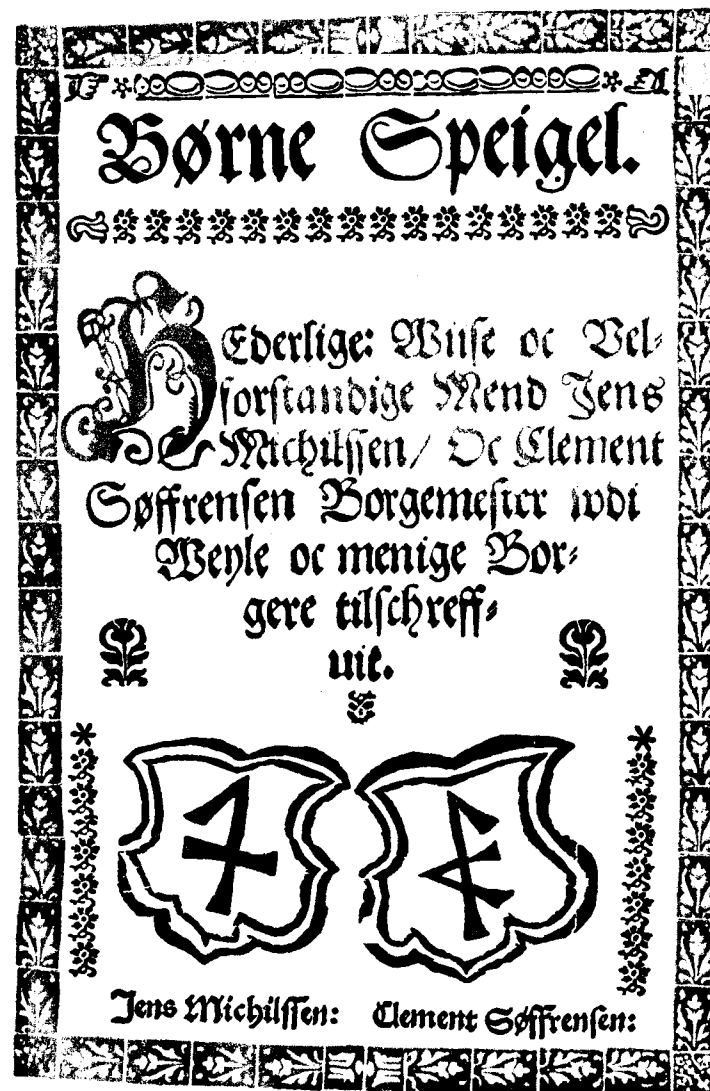 Børne Speigel.
HEderlige: Wiise oc Vel⸗
forstandige Mend Jens
Michilssen/ Oc Clement
Søffrensen Borgemester wdi
Weyle oc menige Bor⸗
gere tilschreff⸗
uit.
Jens Michilssen: Clement Søffrensen: